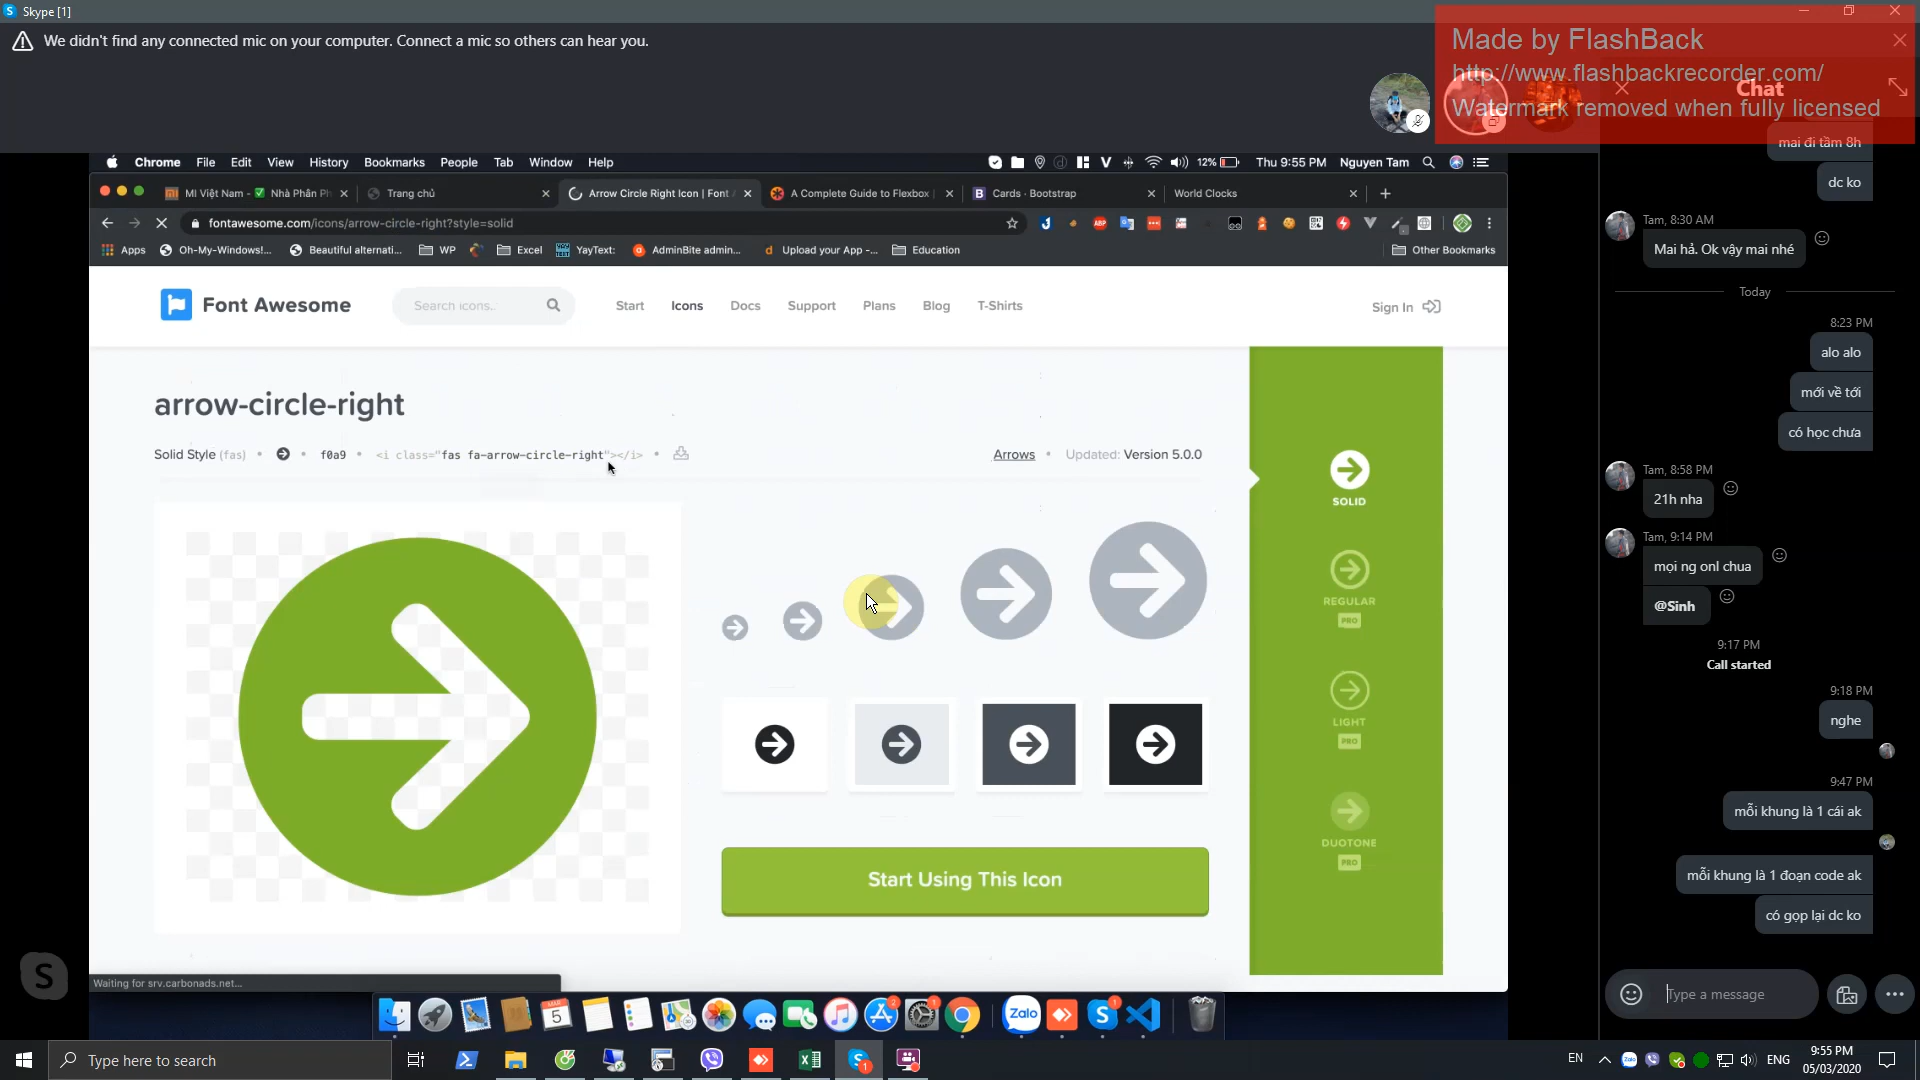 Skype [1]
We didn't find any connected mic on your computer. Connect a mic so others can hear you.
Made by FlashBack
http://www.flashbackrecorder.com/
Watermark removed when fully licensed
Chat
Chrome File Edit View History Bookmarks People Tab Window Help
12% Thu 9:55 PM Nguyen Tam
MI Việt Nam - ✅ Nhà Phân Ph
Trang chủ
Arrow Circle Right Icon | Font A
A Complete Guide to Flexbox |
Cards · Bootstrap
World Clocks
fontawesome.com/icons/arrow-circle-right?style=solid
Apps
Oh-My-Windows!...
Beautiful alternati...
WP
Excel
YayText:
AdminBite admin...
Upload your App -...
Education
Other Bookmarks
Font Awesome
Search icons..
Start Icons Docs Support Plans Blog T-Shirts
Sign In
arrow-circle-right
Solid Style (fas) • • f0a9 • <i class="fas fa-arrow-circle-right"></i> •
Arrows • Updated: Version 5.0.0
SOLID
REGULAR
PRO
LIGHT
PRO
DUOTONE
PRO
Start Using This Icon
Waiting for srv.carbonads.net...
MAR
5
2
1
Zalo
1
mai đi tầm 8h
dc ko
Tam, 8:30 AM
Mai hả. Ok vậy mai nhé
Today
8:23 PM
alo alo
mới về tới
có học chưa
Tam, 8:58 PM
21h nha
Tam, 9:14 PM
mọi ng onl chua
@Sinh
9:17 PM
Call started
9:18 PM
nghe
9:47 PM
mỗi khung là 1 cái ak
mỗi khung là 1 đoạn code ak
có gọp lại dc ko
Type a message
Type here to search
1
EN
ENG
9:55 PM
05/03/2020